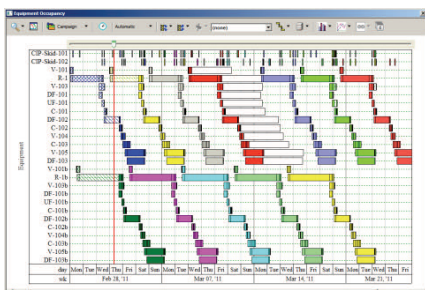 Equipment Occupancy
Campaign
Automatic
(none)
CIP-Skid-101
CIP-Skid-102
V-101
R-1
V-103
DF-101
UF-101
C-101
DF-102
C-102
V-104
C-103
V-105
DF-103
V-101b
R-1b
V-103b
DF-101b
UF-101b
C-101b
DF-102b
C-102b
V-104b
C-103b
V-105b
DF-103b
Equipment
day Mon Tue Wed Thu Fri Sat Sun Mon Tue Wed Thu Fri Sat Sun Mon Tue Wed Thu Fri Sat Sun Mon Tue Wed Thu Fri
wk Feb 28, '11 Mar 07, '11 Mar 14, '11 Mar 21, '11